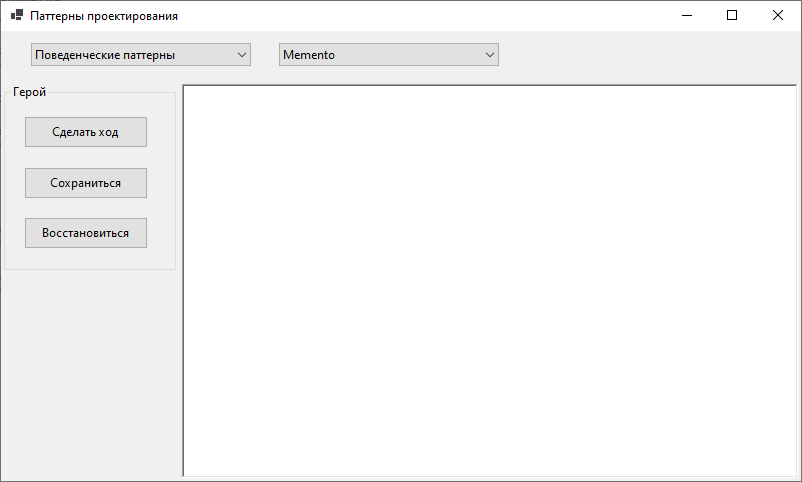 Паттерны проектирования
Поведенческие паттерны
Memento
Герой
Сделать ход
Сохраниться
Восстановиться